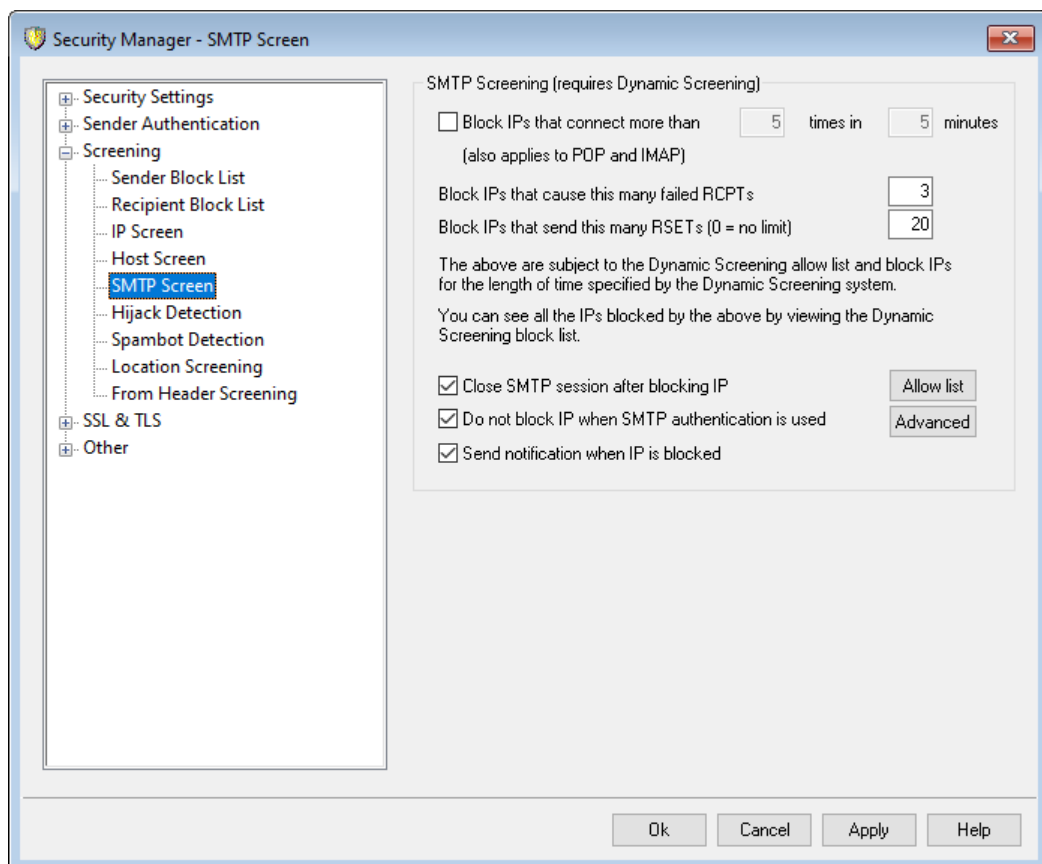 Security Manager - SMTP Screen
Security Settings
Sender Authentication
Screening
Sender Block List
Recipient Block List
IP Screen
Host Screen
SMTP Screen
Hijack Detection
Spambot Detection
Location Screening
From Header Screening
SSL & TLS
Other
SMTP Screening (requires Dynamic Screening)
Block IPs that connect more than 5 times in 5 minutes
(also applies to POP and IMAP)
Block IPs that cause this many failed RCPTs 3
Block IPs that send this many RSETs (0 = no limit) 20
The above are subject to the Dynamic Screening allow list and block IPs
for the length of time specified by the Dynamic Screening system.
You can see all the IPs blocked by the above by viewing the Dynamic
Screening block list.
Close SMTP session after blocking IP Allow list
Do not block IP when SMTP authentication is used Advanced
Send notification when IP is blocked
Ok Cancel Apply Help